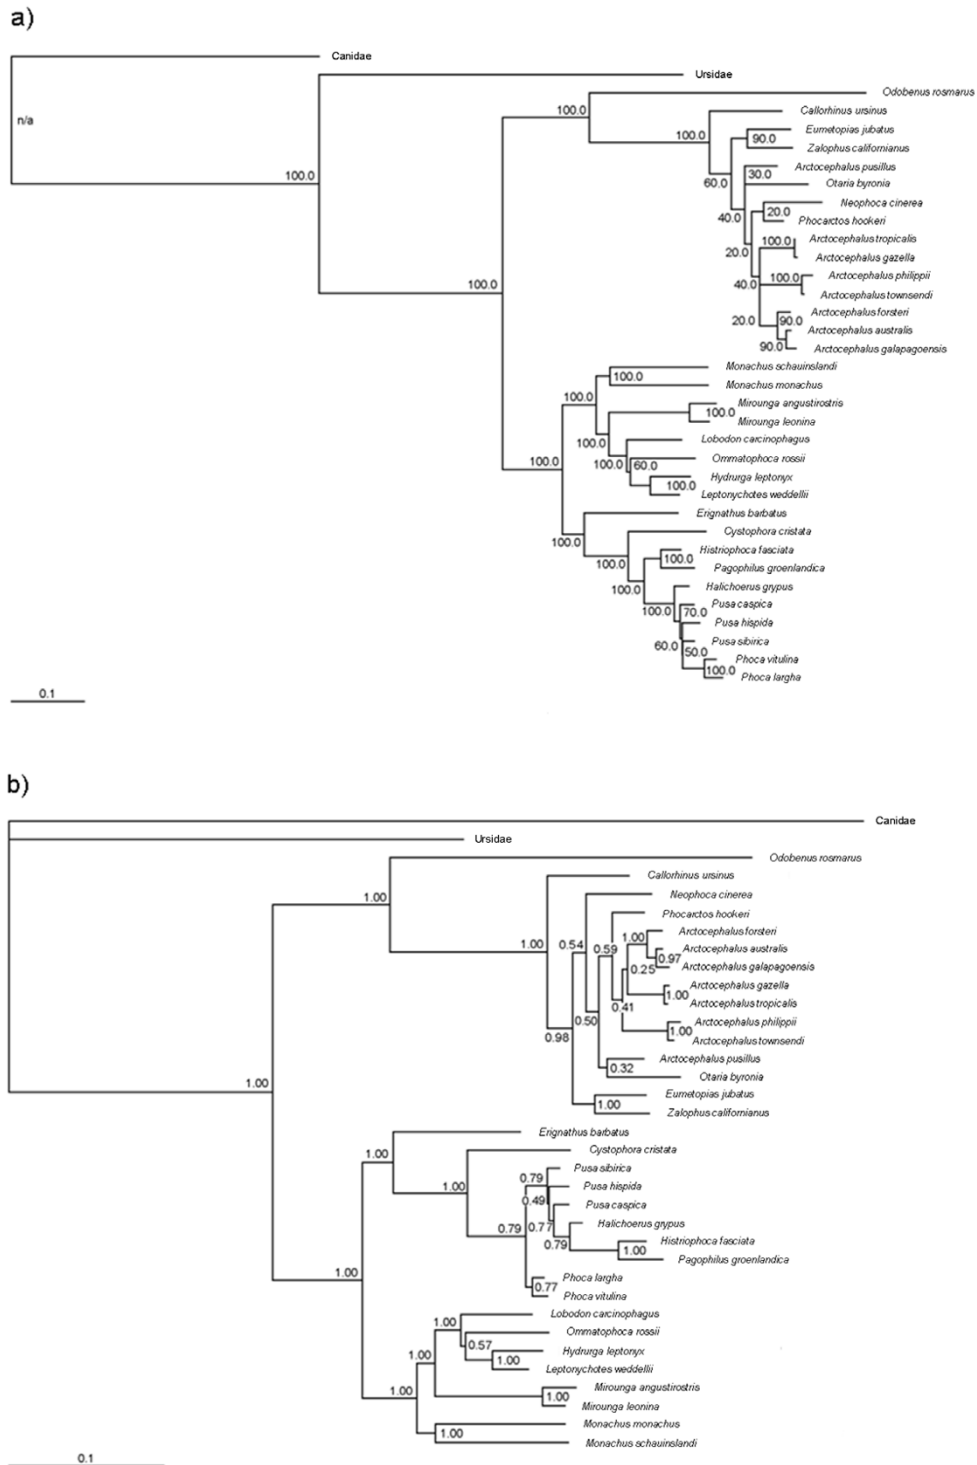 a)
Canidae
Ursidae
n/a
Odobenus rosmarus
100.0
Callorhinus ursinus
Eumetopias jubatus
100.0
90.0
Zalophus californianus
Arctocephalus pusillus
100.0
30.0
60.0
Otaria byronia
Neophoca cinerea
20.0
40.0
Phocarctos hookeri
Arctocephalus tropicalis
100.0
20.0
Arctocephalus gazella
Arctocephalus philippii
100.0
100.0
40.0
Arctocephalus townsendi
Arctocephalus forsteri
20.0
90.0
Arctocephalus australis
90.0
Arctocephalus galapagoensis
Monachus schauinslandi
100.0
Monachus monachus
100.0
Mirounga angustirostris
100.0
Mirounga leonina
Lobodon carcinophagus
100.0
Ommatophoca rossii
100.0
100.0
60.0
Hydrurga leptonyx
100.0
Leptonychotes weddellii
Erignathus barbatus
Cystophora cristata
100.0
Histriophoca fasciata
100.0
100.0
Pagophilus groenlandica
Halichoerus grypus
100.0
Pusa caspica
100.0
70.0
Pusa hispida
Pusa sibirica
60.0
50.0
Phoca vitulina
100.0
Phoca largha
0.1
b)
Canidae
Ursidae
Odobenus rosmarus
Callorhinus ursinus
1.00
Neophoca cinerea
Phocarctos hookeri
Arctocephalus forsteri
1.00
1.00
0.54
0.59
Arctocephalus australis
0.97
Arctocephalus galapagoensis
0.25
Arctocephalus gazella
1.00
Arctocephalus tropicalis
0.41
Arctocephalus philippii
0.50
1.00
0.98
Arctocephalus townsendi
Arctocephalus pusillus
0.32
Otaria byronia
1.00
Eumetopias jubatus
1.00
Zalophus californianus
Erignathus barbatus
Cystophora cristata
1.00
Pusa sibirica
0.79
1.00
Pusa hispida
0.49
Pusa caspica
Halichoerus grypus
0.79
0.77
0.79
Histriophoca fasciata
1.00
Pagophilus groenlandica
1.00
Phoca largha
0.77
Phoca vitulina
Lobodon carcinophagus
1.00
Ommatophoca rossii
0.57
Hydrurga leptonyx
1.00
1.00
Leptonychotes weddellii
Mirounga angustirostris
1.00
1.00
Mirounga leonina
Monachus monachus
1.00
Monachus schauinslandi
0.1